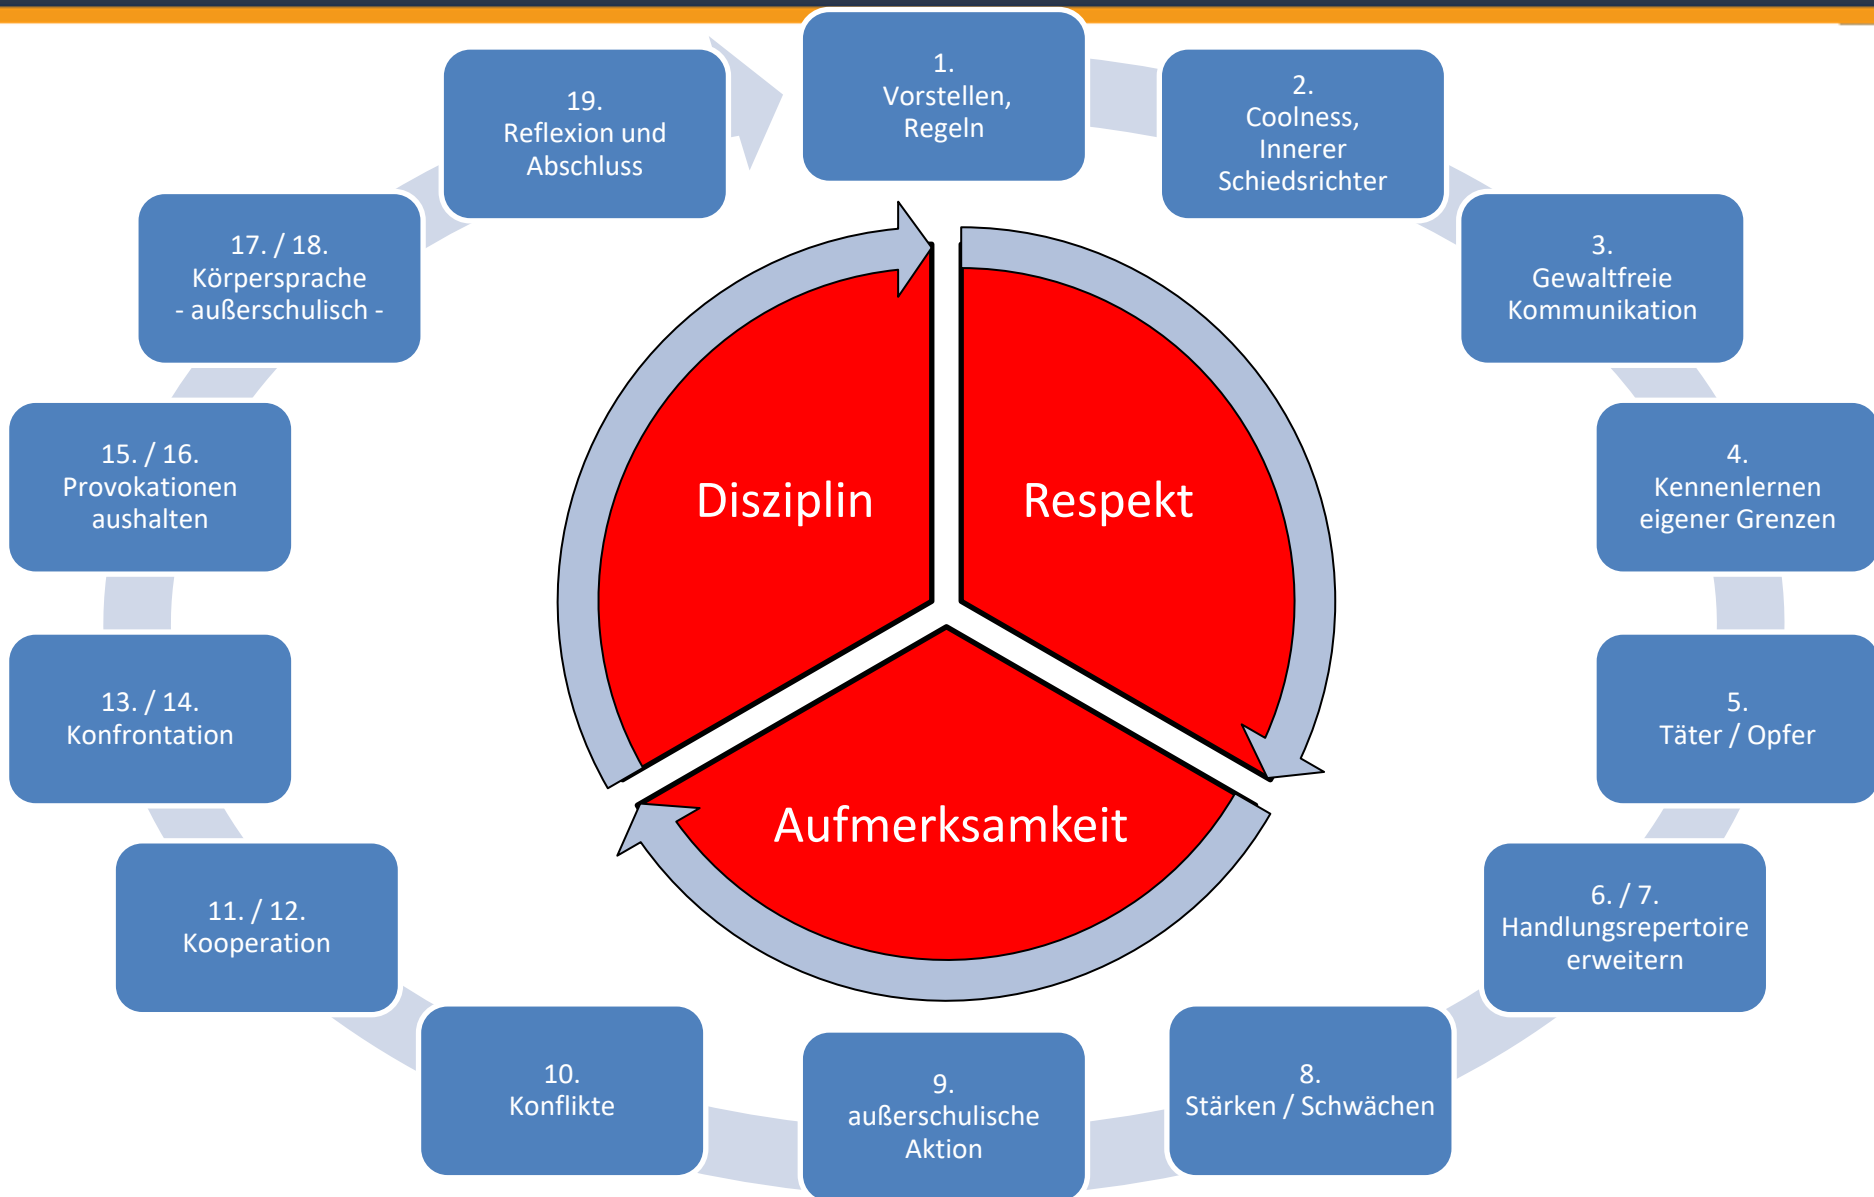 1.
Vorstellen,
Regeln
2.
Coolness,
Innerer
Schiedsrichter
3.
Gewaltfreie
Kommunikation
4.
Kennenlernen
eigener Grenzen
5.
Täter / Opfer
6. / 7.
Handlungsrepertoire
erweitern
8.
Stärken / Schwächen
9.
außerschulische
Aktion
10.
Konflikte
11. / 12.
Kooperation
13. / 14.
Konfrontation
15. / 16.
Provokationen
aushalten
17. / 18.
Körpersprache
- außerschulisch -
19.
Reflexion und
Abschluss
Disziplin
Respekt
Aufmerksamkeit